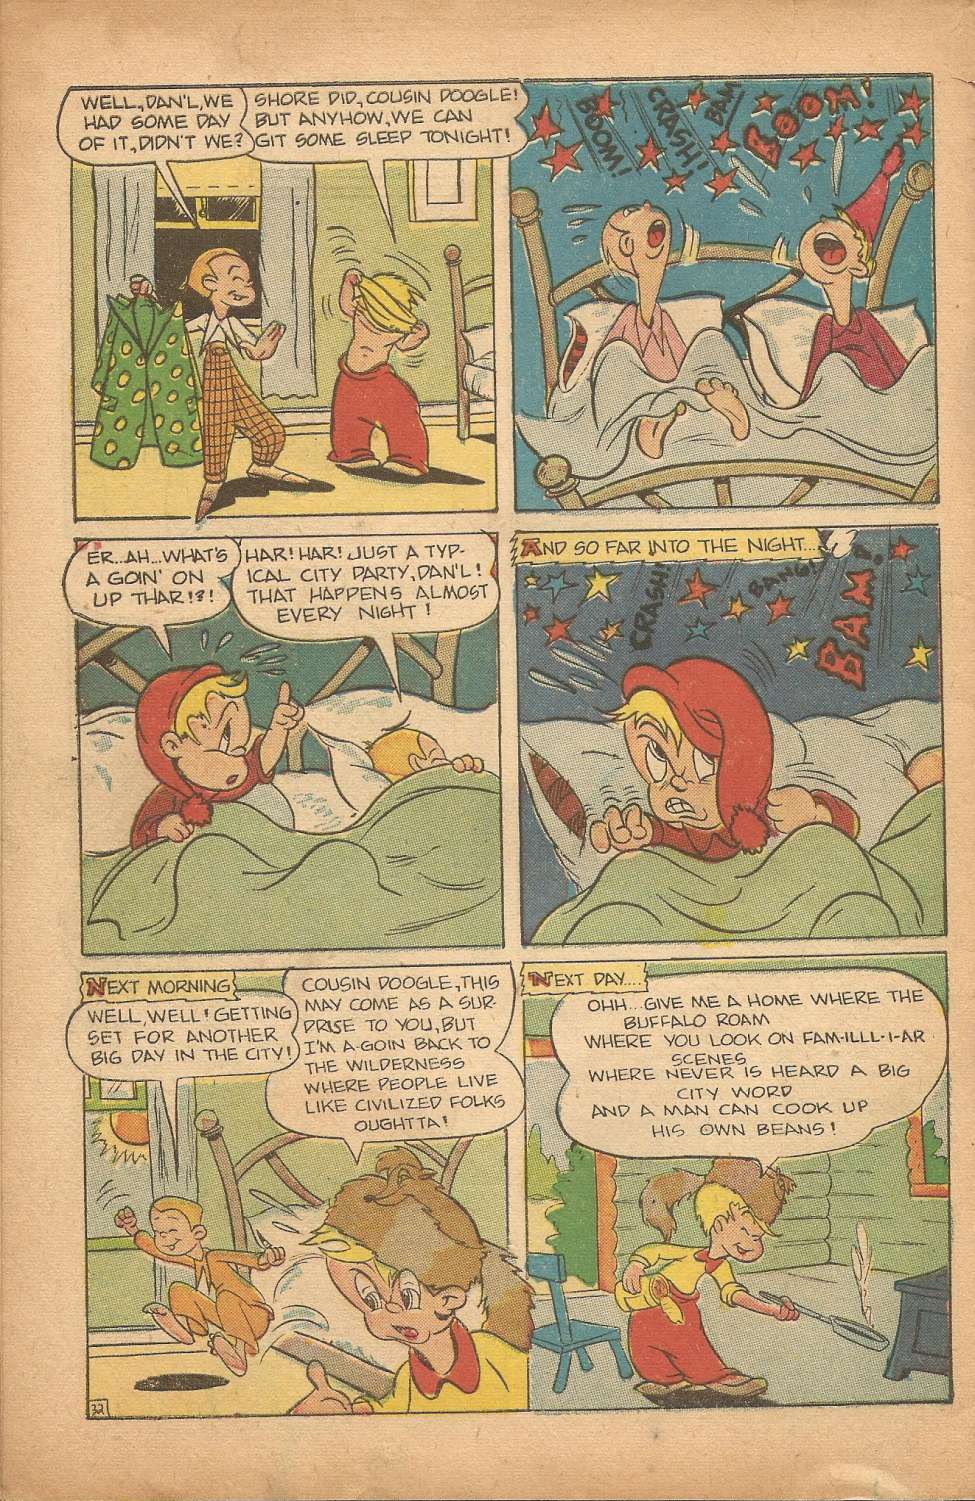 WELL, DAN'L, WE
HAD SOME DAY
OF IT, DIDN'T WE?
SHORE DID, COUSIN DOOGLE!
BUT ANYHOW, WE CAN
GIT SOME SLEEP TONIGHT!
BOOM!
CRASH!
BAM
BOOM!
ER...AH...WHAT'S
A GOIN' ON
UP THAR!?!
HAR! HAR! JUST A TYP-
ICAL CITY PARTY, DAN'L!
THAT HAPPENS ALMOST
EVERY NIGHT!
AND SO FAR INTO THE NIGHT...
CRASH!
BANG!
BAM!
NEXT MORNING
WELL, WELL! GETTING
SET FOR ANOTHER
BIG DAY IN THE CITY!
COUSIN DOOGLE, THIS
MAY COME AS A SUR-
PRISE TO YOU, BUT
I'M A-GOIN BACK TO
THE WILDERNESS
WHERE PEOPLE LIVE
LIKE CIVILIZED FOLKS
OUGHTTA!
NEXT DAY....
OHH...GIVE ME A HOME WHERE THE
BUFFALO ROAM
WHERE YOU LOOK ON FAM-ILLL-I-AR
SCENES
WHERE NEVER IS HEARD A BIG
CITY WORD
AND A MAN CAN COOK UP
HIS OWN BEANS!
32